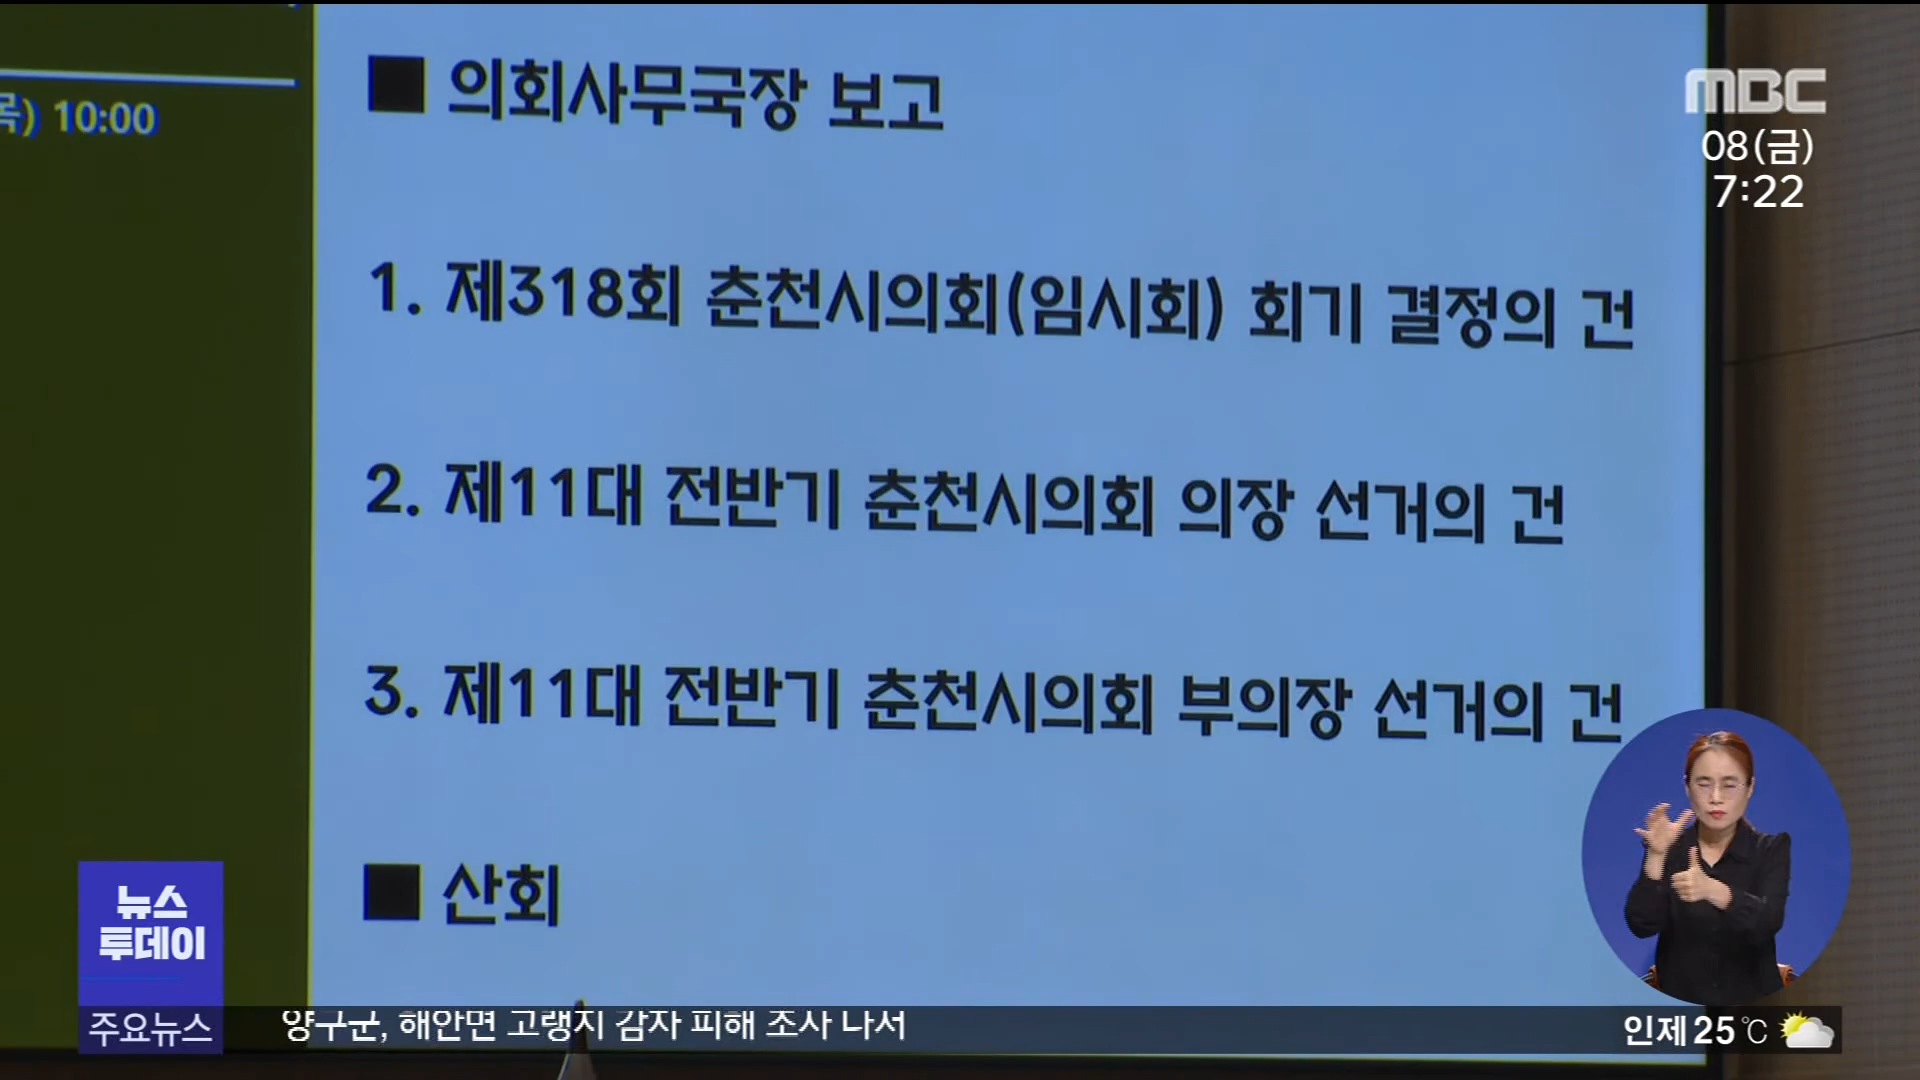 목) 10:00
■ 의회사무국장 보고
1. 제318회 춘천시의회(임시회) 회기 결정의 건
2. 제11대 전반기 춘천시의회 의장 선거의 건
3. 제11대 전반기 춘천시의회 부의장 선거의 건
■ 산회
MBC
08(금)
7:22
뉴스
투데이
주요뉴스
양구군, 해안면 고랭지 감자 피해 조사 나서
인제 25℃